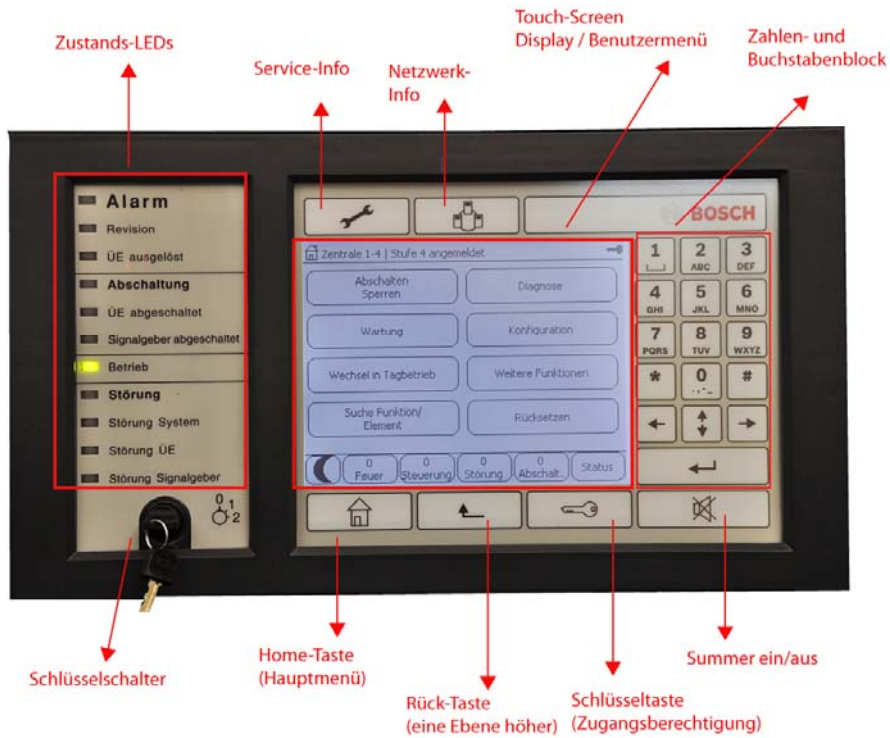 Touch-Screen
Display / Benutzermenü
Zustands-LEDs
Service-Info
Netzwerk-
Info
Zahlen- und
Buchstabenblock
Alarm
Revision
ÜE ausgelöst
Abschaltung
ÜE abgeschaltet
Signalgeber abgeschaltet
Betrieb
Störung
Störung System
Störung ÜE
Störung Signalgeber
0
1
2
BOSCH
Zentrale 1-4 | Stufe 4 angemeldet
Abschalten
Sperren
Diagnose
Wartung
Konfiguration
Wechsel in Tagbetrieb
Weitere Funktionen
Suche Funktion/
Element
Rücksetzen
0
Feuer
0
Steuerung
0
Störung
0
Abschalt.
Status
1
2
ABC
3
DEF
4
GHI
5
JKL
6
MNO
7
PQRS
8
TUV
9
WXYZ
*
0
#
Schlüsselschalter
Home-Taste
(Hauptmenü)
Rück-Taste
(eine Ebene höher)
Schlüsseltaste
(Zugangsberechtigung)
Summer ein/aus